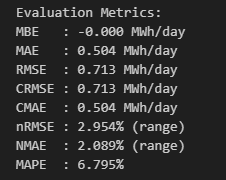 Evaluation Metrics:
MBE   : -0.000 MWh/day
MAE   : 0.504 MWh/day
RMSE  : 0.713 MWh/day
CRMSE : 0.713 MWh/day
CMAE  : 0.504 MWh/day
nRMSE : 2.954% (range)
NMAE  : 2.089% (range)
MAPE  : 6.795%